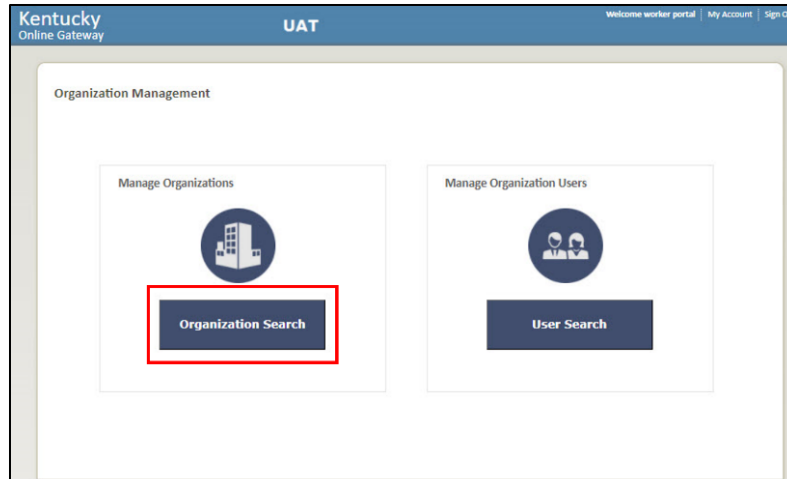 Kentucky
Online Gateway
UAT
Welcome worker portal | My Account | Sign O
Organization Management
Manage Organizations
Manage Organization Users
Organization Search
User Search